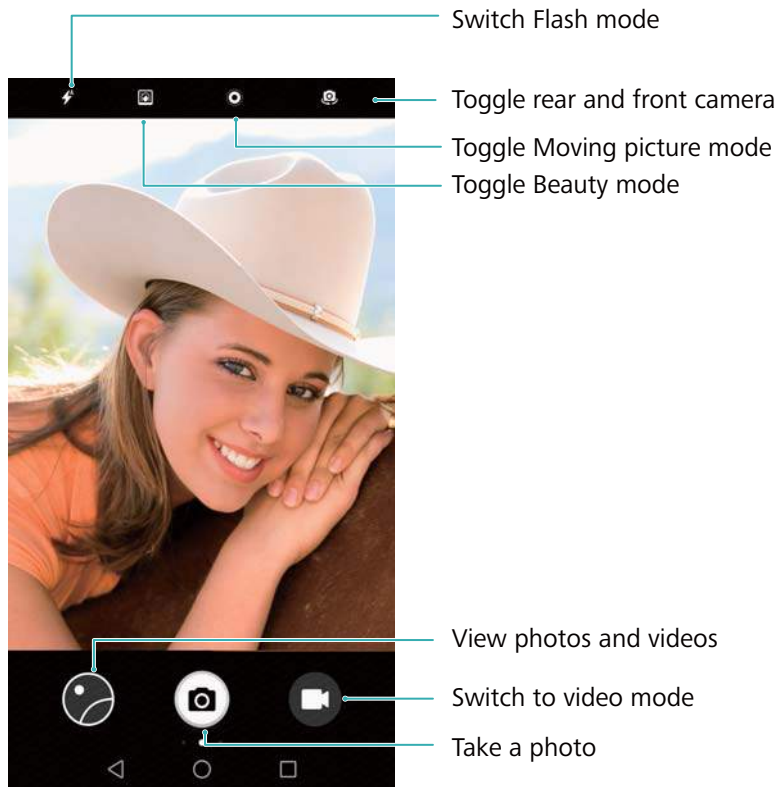 Switch Flash mode
Toggle rear and front camera
Toggle Moving picture mode
Toggle Beauty mode
View photos and videos
Switch to video mode
Take a photo